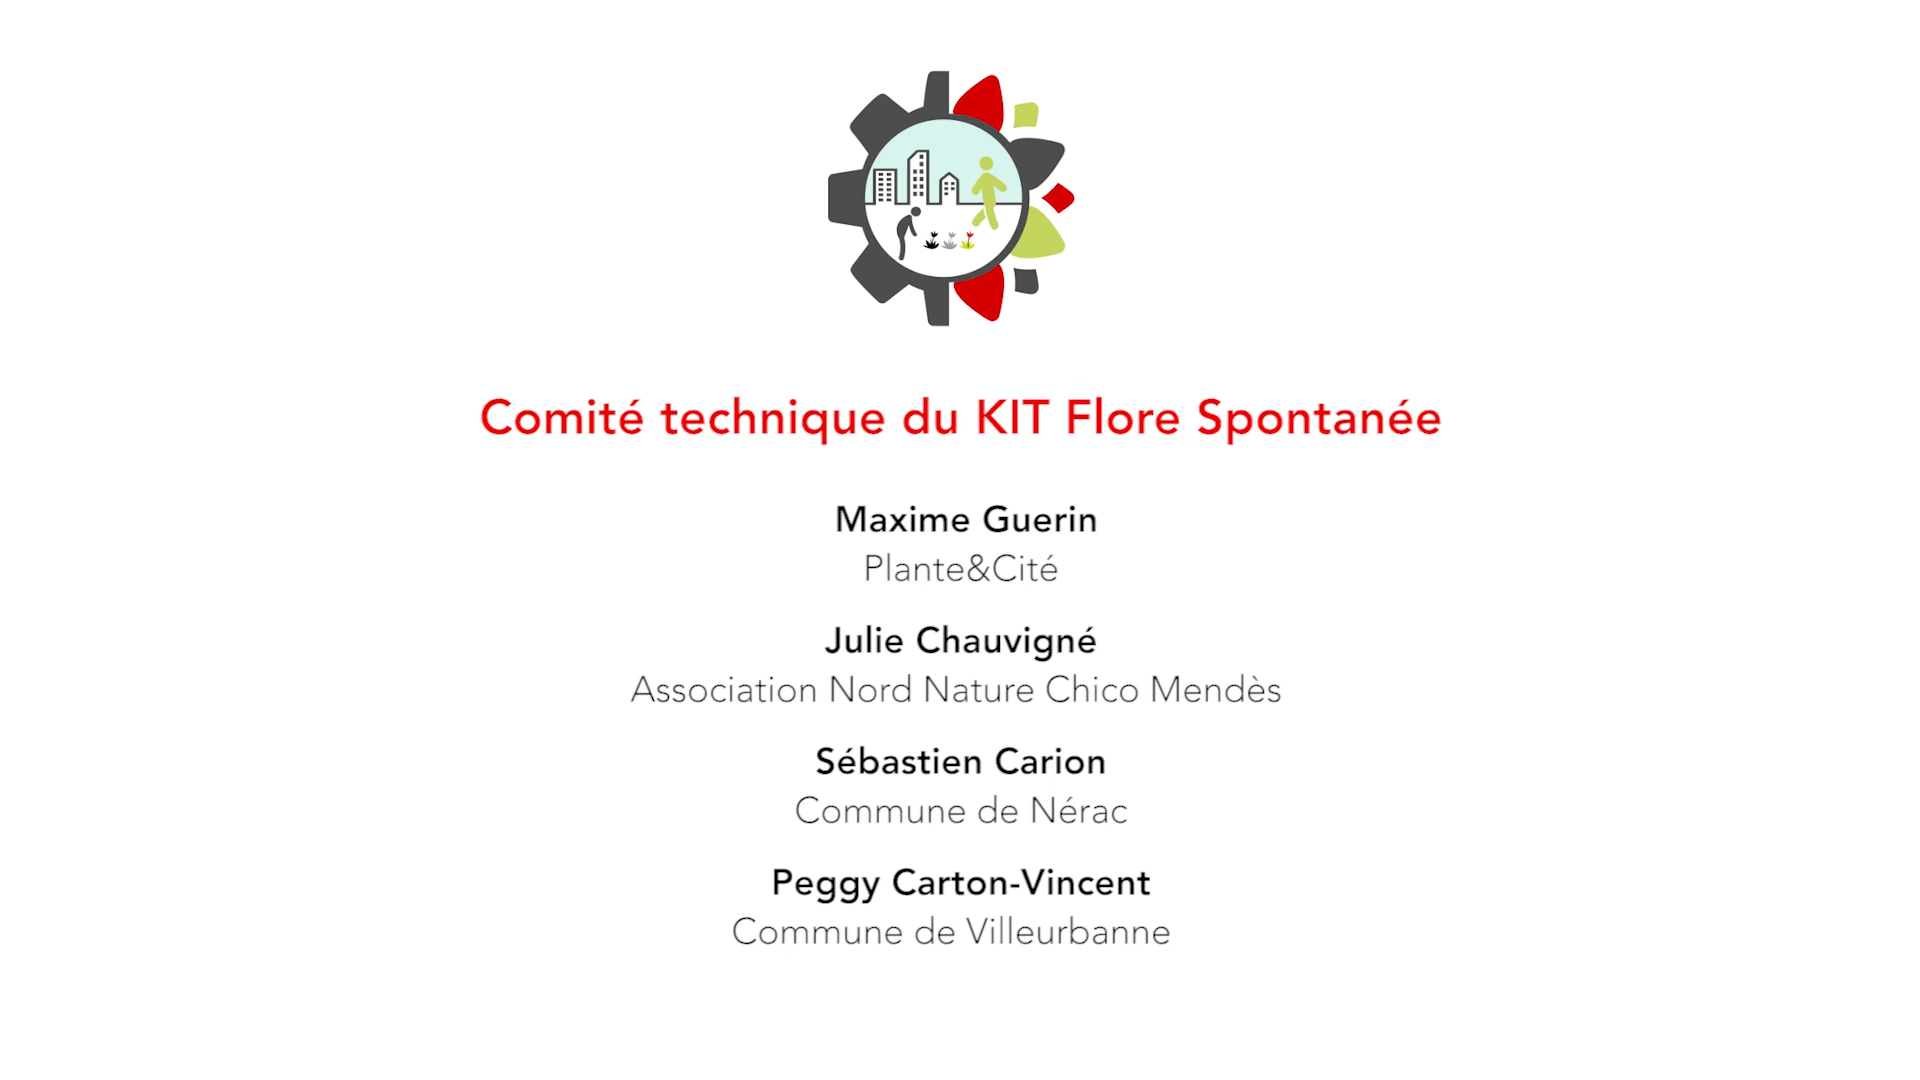 Comité technique du KIT Flore Spontanée
Maxime Guerin
Plante&Cité
Julie Chauvigné
Association Nord Nature Chico Mendès
Sébastien Carion
Commune de Nérac
Peggy Carton-Vincent
Commune de Villeurbanne